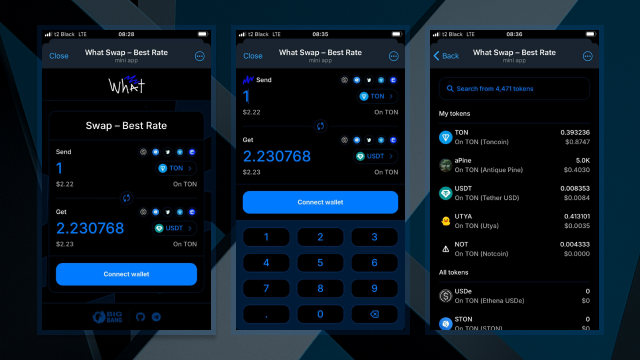 t2 Black LTE
08:28
Close
What Swap – Best Rate
mini app
What
Swap – Best Rate
Send
1
TON
$2.22
On TON
Get
2.230768
USDT
$2.23
On TON
Connect wallet
BIG
BANG
t2 Black LTE
08:35
Close
What Swap – Best Rate
mini app
Send
1
TON
$2.22
On TON
Get
2.230768
USDT
$2.23
On TON
Connect wallet
1 2 3
4 5 6
7 8 9
. 0
t2 Black LTE
08:36
Back
What Swap – Best Rate
mini app
Search from 4,471 tokens
My tokens
TON 0.393236
On TON (Toncoin) $0.8747
aPine 5.0K
On TON (Antique Pine) $0.4030
USDT 0.008353
On TON (Tether USD) $0.0084
UTYA 0.413101
On TON (Utya) $0.0035
NOT 0.004333
On TON (Notcoin) $0.0000
All tokens
USDe 0
On TON (Ethena USDe) $0
STON 0
On TON (STON) $0